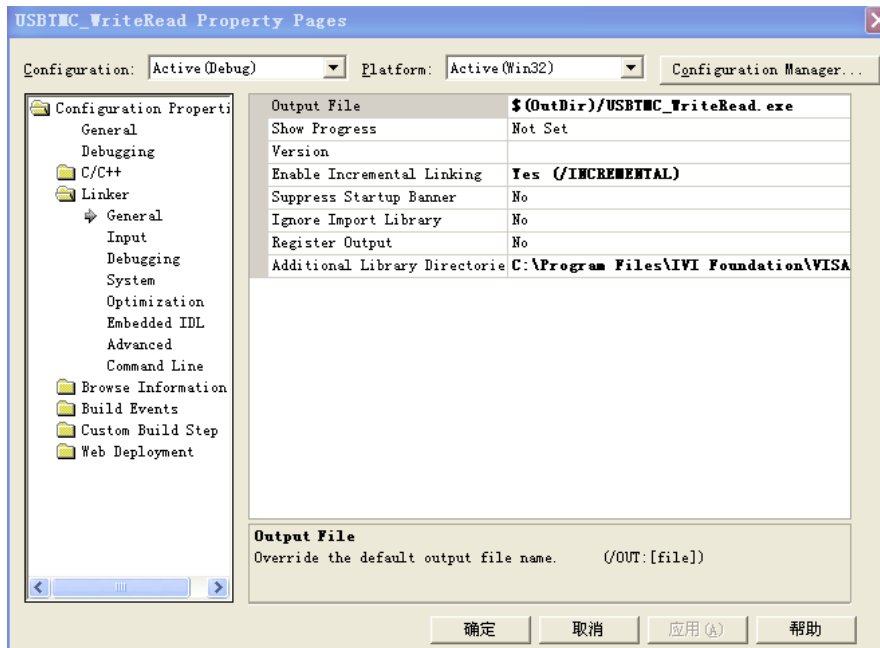 USBTMC_WriteRead Property Pages
Configuration: Active(Debug) Platform: Active(Win32) Configuration Manager...
Configuration Properti
General
Debugging
C/C++
Linker
General
Input
Debugging
System
Optimization
Embedded IDL
Advanced
Command Line
Browse Information
Build Events
Custom Build Step
Web Deployment
Output File $(OutDir)/USBTMC_WriteRead.exe
Show Progress Not Set
Version
Enable Incremental Linking Yes (/INCREMENTAL)
Suppress Startup Banner No
Ignore Import Library No
Register Output No
Additional Library Directorie C:\Program Files\IVI Foundation\VISA
Output File
Override the default output file name. (/OUT:[file])
确定 取消 应用(A) 帮助